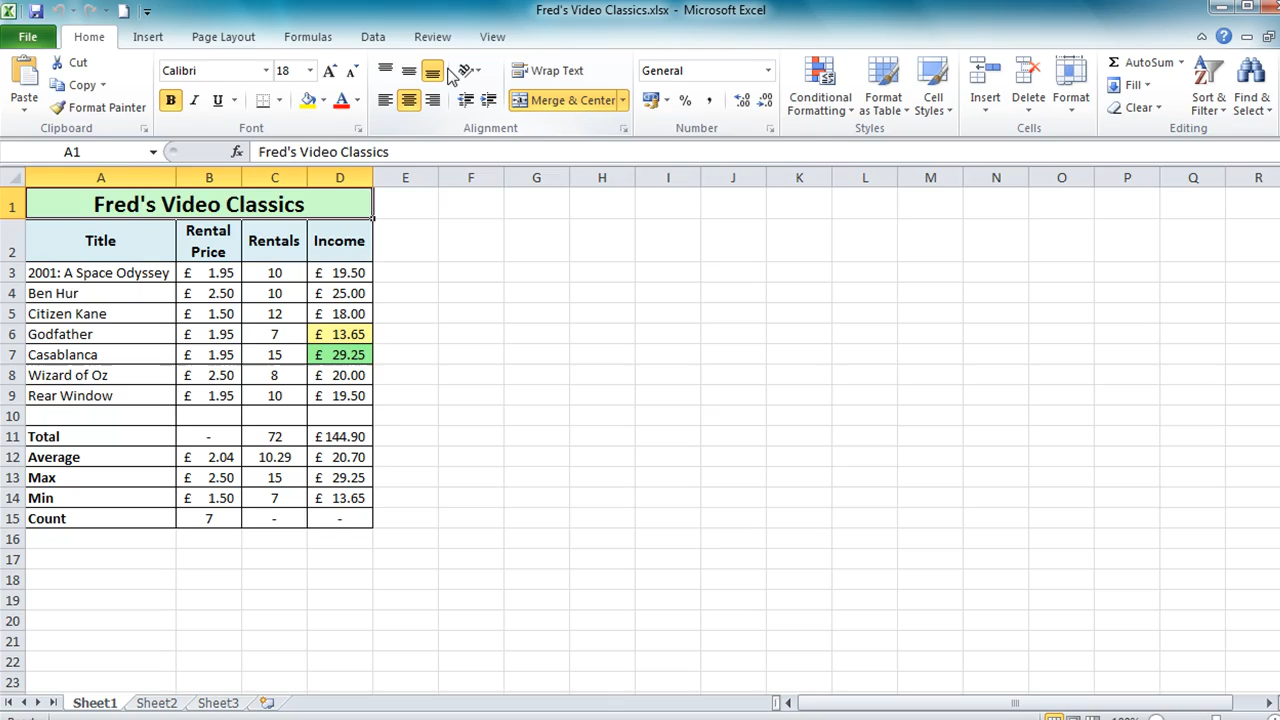 Fred's Video Classics.xlsx - Microsoft Excel
File Home Insert Page Layout Formulas Data Review View
Paste Cut Copy Format Painter Clipboard
Calibri 18 A A B I U A Font
Wrap Text Merge & Center Alignment
General % , Number
Conditional Formatting Format as Table Cell Styles Styles
Insert Delete Format Cells
Σ AutoSum Fill Clear Sort & Filter Find & Select Editing
A1 fx Fred's Video Classics
A B C D E F G H I J K L M N O P Q R
1 Fred's Video Classics
2 Title Rental Price Rentals Income
3 2001: A Space Odyssey £ 1.95 10 £ 19.50
4 Ben Hur £ 2.50 10 £ 25.00
5 Citizen Kane £ 1.50 12 £ 18.00
6 Godfather £ 1.95 7 £ 13.65
7 Casablanca £ 1.95 15 £ 29.25
8 Wizard of Oz £ 2.50 8 £ 20.00
9 Rear Window £ 1.95 10 £ 19.50
10
11 Total - 72 £ 144.90
12 Average £ 2.04 10.29 £ 20.70
13 Max £ 2.50 15 £ 29.25
14 Min £ 1.50 7 £ 13.65
15 Count 7 - -
16
17
18
19
20
21
22
23
Sheet1 Sheet2 Sheet3